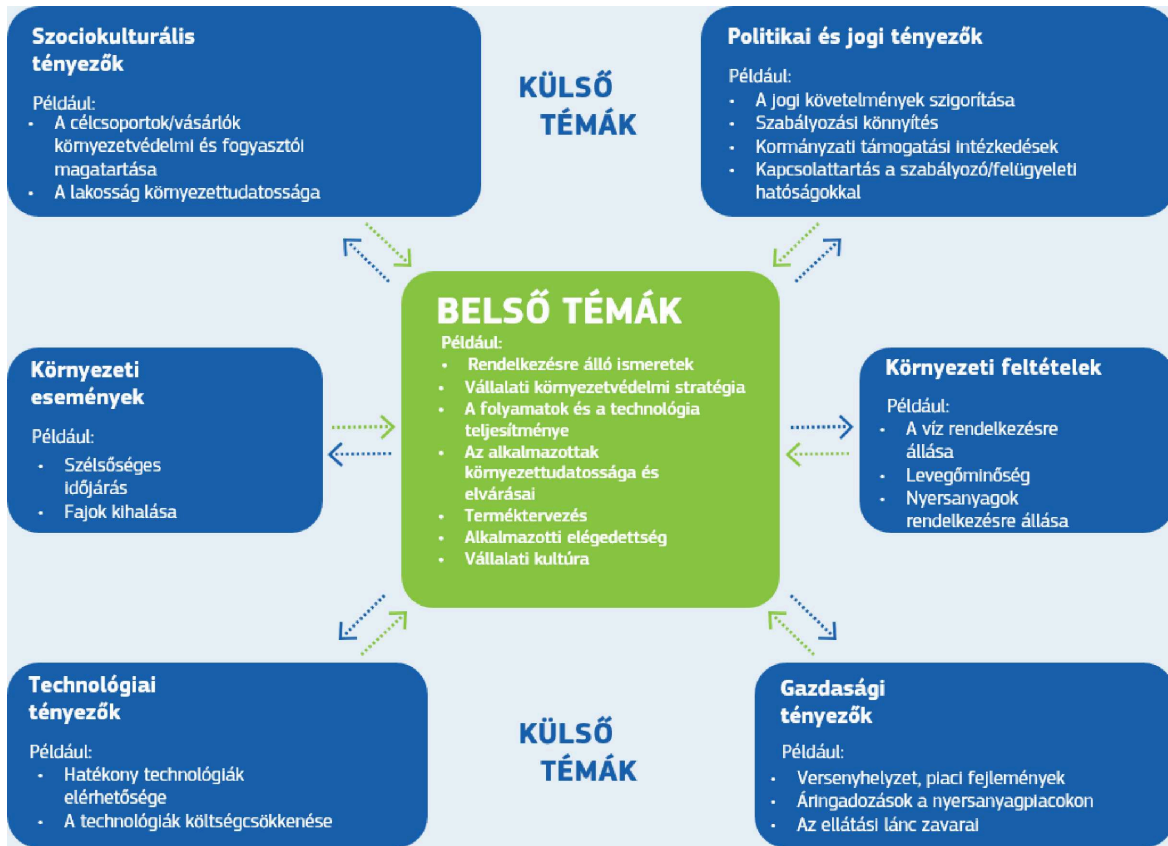 Szociokulturális
tényezők
Például:
• A célcsoportok/vásárlók
környezetvédelmi és fogyasztói
magatartása
• A lakosság környezettudatossága
KÜLSŐ
TÉMÁK
Politikai és jogi tényezők
Például:
• A jogi követelmények szigorítása
• Szabályozási könnyítés
• Kormányzati támogatási intézkedések
• Kapcsolattartás a szabályozó/felügyeleti
hatóságokkal
BELSŐ TÉMÁK
Például:
• Rendelkezésre álló ismeretek
• Vállalati környezetvédelmi stratégia
• A folyamatok és a technológia
teljesítménye
• Az alkalmazottak
környezettudatossága és
elvárásai
• Terméktervezés
• Alkalmazotti elégedettség
• Vállalati kultúra
Környezeti
események
Például:
• Szélsőséges
időjárás
• Fajok kihalása
Környezeti feltételek
Például:
• A víz rendelkezésre
állása
• Levegőminőség
• Nyersanyagok
rendelkezésre állása
Technológiai
tényezők
Például:
• Hatékony technológiák
elérhetősége
• A technológiák költségcsökkenése
KÜLSŐ
TÉMÁK
Gazdasági
tényezők
Például:
• Versenyhelyzet, piaci fejlemények
• Áringadozások a nyersanyagpiacokon
• Az ellátási lánc zavarai